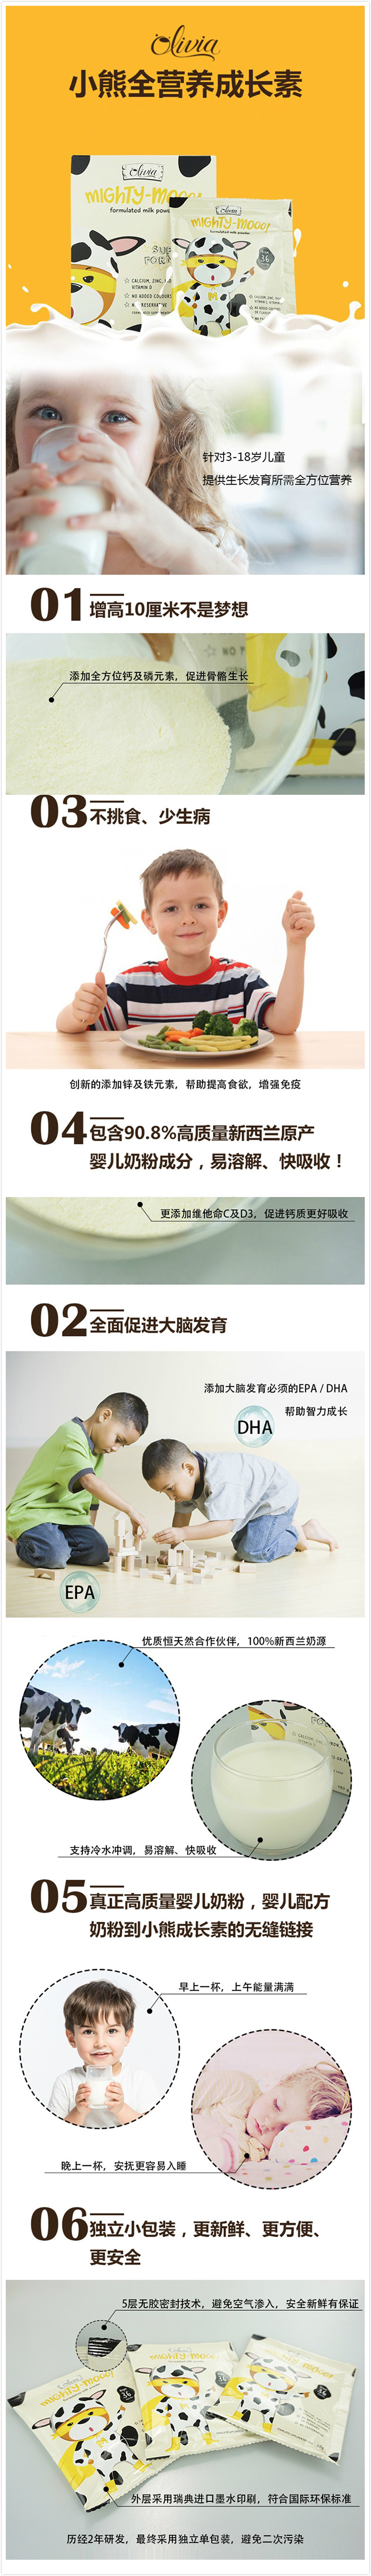 Olivia
小熊全营养成长素
Olivia
MIGHTY-MOOO!
formulated milk powd
SUP
FORM
CALCIUM, ZINC,
VITAMIN D
NO ADDED COLOURS
Olivia
MIGHTY-MOOO!
formulated milk powder
36
CALCIUM, ZINC,
VITAMIN D
NO ADDED COLOURS
针对3-18岁儿童
提供生长发育所需全方位营养
01 增高10厘米不是梦想
添加全方位钙及磷元素，促进骨骼生长
03 不挑食、少生病
创新的添加锌及铁元素，帮助提高食欲，增强免疫
04 包含90.8%高质量新西兰原产
婴儿奶粉成分，易溶解、快吸收！
更添加维他命C及D3，促进钙质更好吸收
02 全面促进大脑发育
添加大脑发育必须的EPA / DHA
帮助智力成长
DHA
EPA
优质恒天然合作伙伴，100%新西兰奶源
支持冷水冲调，易溶解、快吸收
05 真正高质量婴儿奶粉，婴儿配方
奶粉到小熊成长素的无缝链接
早上一杯，上午能量满满
晚上一杯，安抚更容易入睡
06 独立小包装，更新鲜、更方便、
更安全
5层无胶密封技术，避免空气渗入，安全新鲜有保证
外层采用瑞典进口墨水印刷，符合国际环保标准
历经2年研发，最终采用独立单包装，避免二次污染